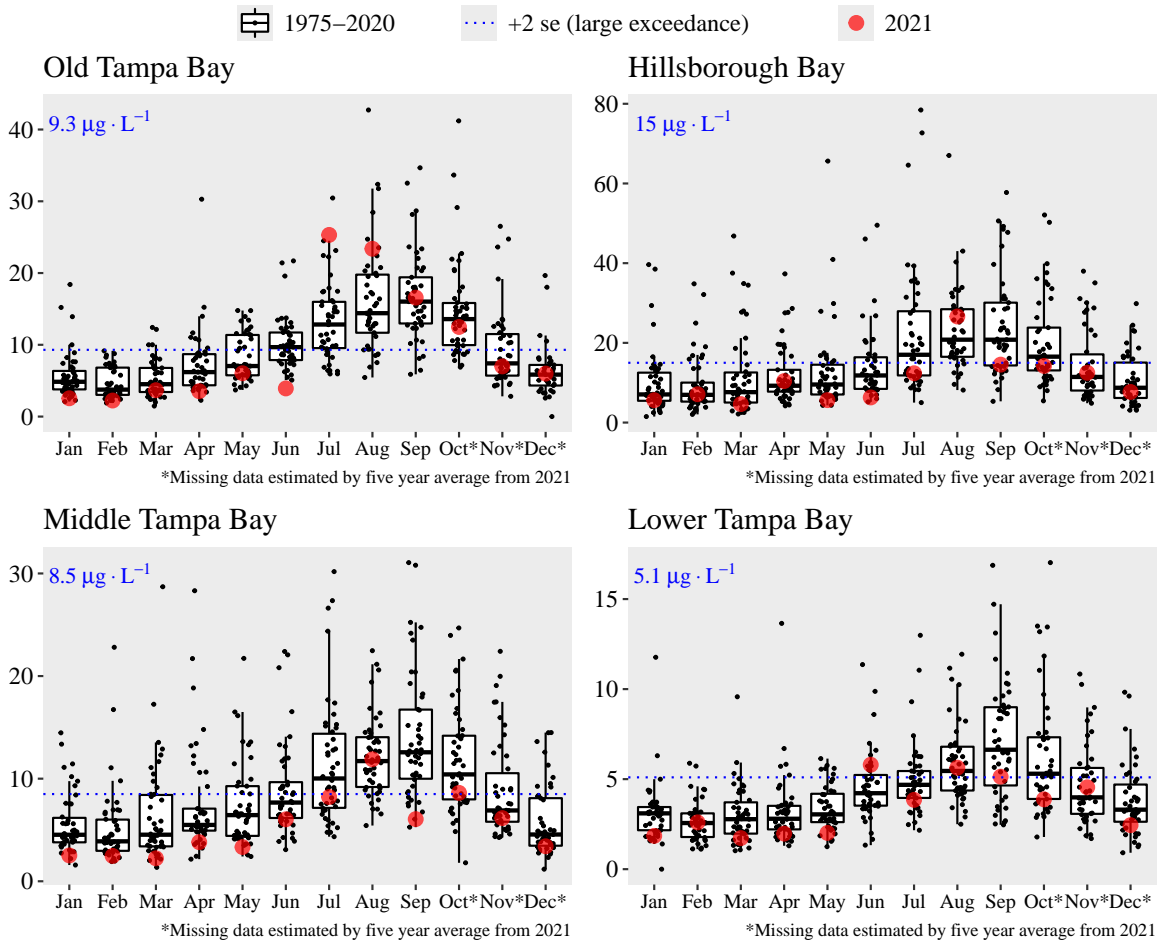 1975–2020 +2 se (large exceedance) 2021
Old Tampa Bay
9.3 μg · L⁻¹
40
30
20
10
0
Jan Feb Mar Apr May Jun Jul Aug Sep Oct* Nov* Dec*
*Missing data estimated by five year average from 2021
Hillsborough Bay
15 μg · L⁻¹
80
60
40
20
0
Jan Feb Mar Apr May Jun Jul Aug Sep Oct* Nov* Dec*
*Missing data estimated by five year average from 2021
Middle Tampa Bay
8.5 μg · L⁻¹
30
20
10
0
Jan Feb Mar Apr May Jun Jul Aug Sep Oct* Nov* Dec*
*Missing data estimated by five year average from 2021
Lower Tampa Bay
5.1 μg · L⁻¹
15
10
5
0
Jan Feb Mar Apr May Jun Jul Aug Sep Oct* Nov* Dec*
*Missing data estimated by five year average from 2021